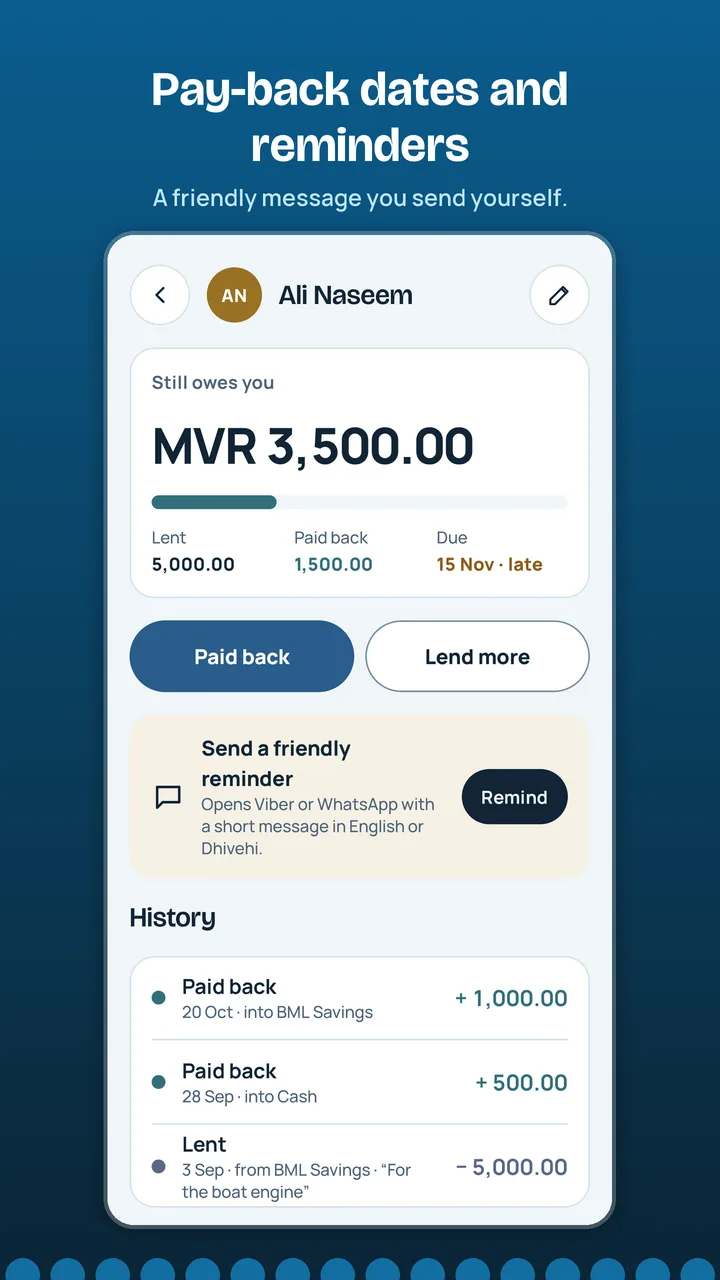 Pay-back dates and
reminders
A friendly message you send yourself.
AN
Ali Naseem
Still owes you
MVR 3,500.00
Lent
Paid back
Due
5,000.00
1,500.00
15 Nov · late
Paid back
Lend more
Send a friendly
reminder
Opens Viber or WhatsApp with
a short message in English or
Dhivehi.
Remind
History
Paid back
+ 1,000.00
20 Oct · into BML Savings
Paid back
+ 500.00
28 Sep · into Cash
Lent
− 5,000.00
3 Sep · from BML Savings · “For
the boat engine”